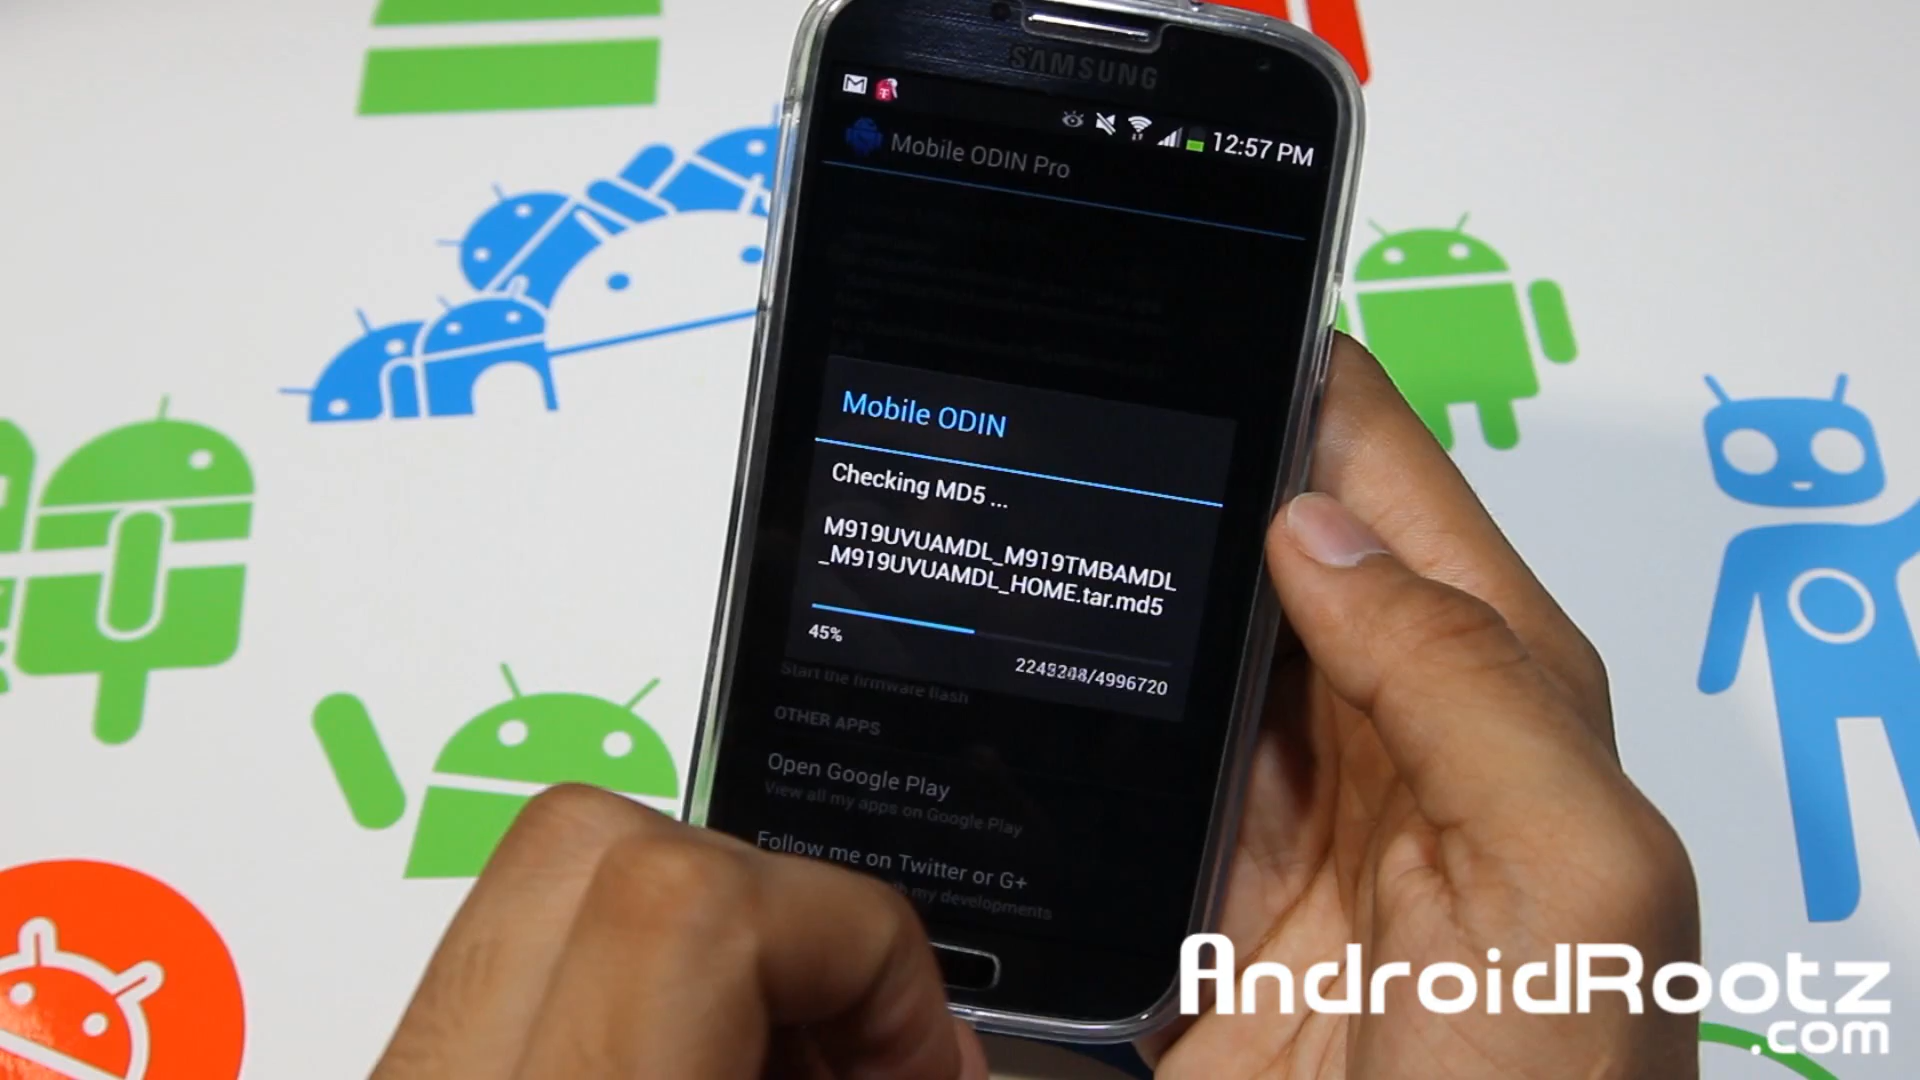 SAMSUNG
12:57 PM
Mobile ODIN Pro
Mobile ODIN
Checking MD5 ...
M919UVUAMDL_M919TMBAMDL
_M919UVUAMDL_HOME.tar.md5
45%
/4996720
Start the firmware flash
OTHER APPS
Open Google Play
View all my apps on Google Play
Follow me on Twitter or G+
my developments
AndroidRootz
.com